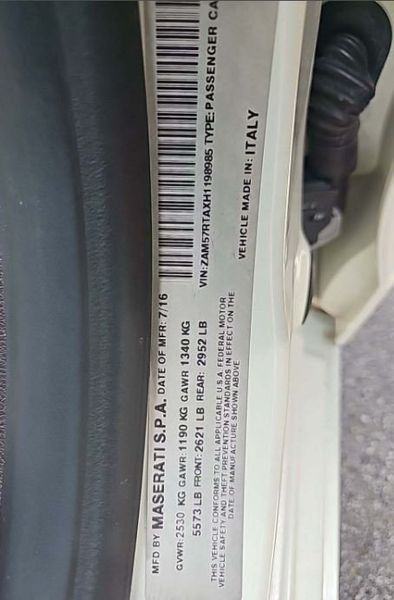 MFD BY MASERATI S.P.A. DATE OF MFR: 7/16
GVWR:2530 KG GAWR:1190 KG GAWR 1340 KG
5573 LB FRONT:2621 LB REAR: 2952 LB
VIN:ZAM57RTAXH1198985 TYPE:PASSENGER CA
THIS VEHICLE CONFORMS TO ALL APPLICABLE U.S.A. FEDERAL MOTOR
VEHICLE SAFETY AND THEFT PREVENTION STANDARDS IN EFFECT ON THE
DATE OF MANUFACTURE SHOWN ABOVE
VEHICLE MADE IN: ITALY